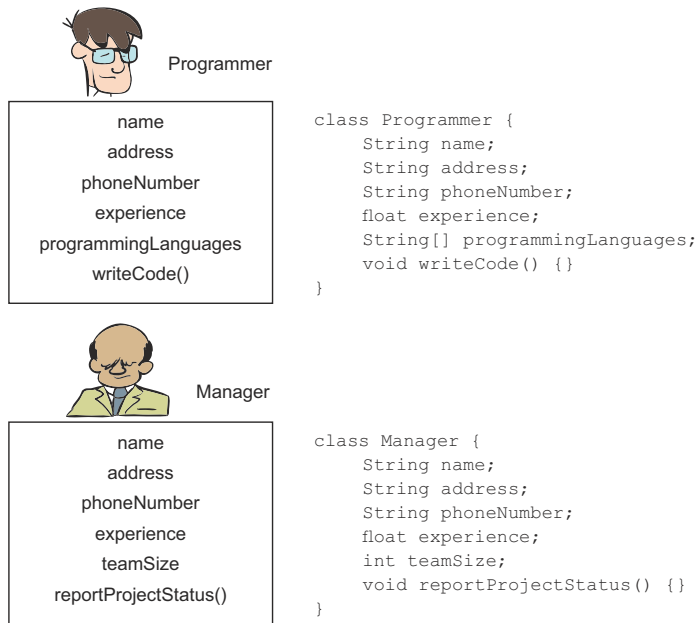 Programmer
name
address
phoneNumber
experience
programmingLanguages
writeCode()
class Programmer {
String name;
String address;
String phoneNumber;
float experience;
String[] programmingLanguages;
void writeCode() {}
}
Manager
name
address
phoneNumber
experience
teamSize
reportProjectStatus()
class Manager {
String name;
String address;
String phoneNumber;
float experience;
int teamSize;
void reportProjectStatus() {}
}